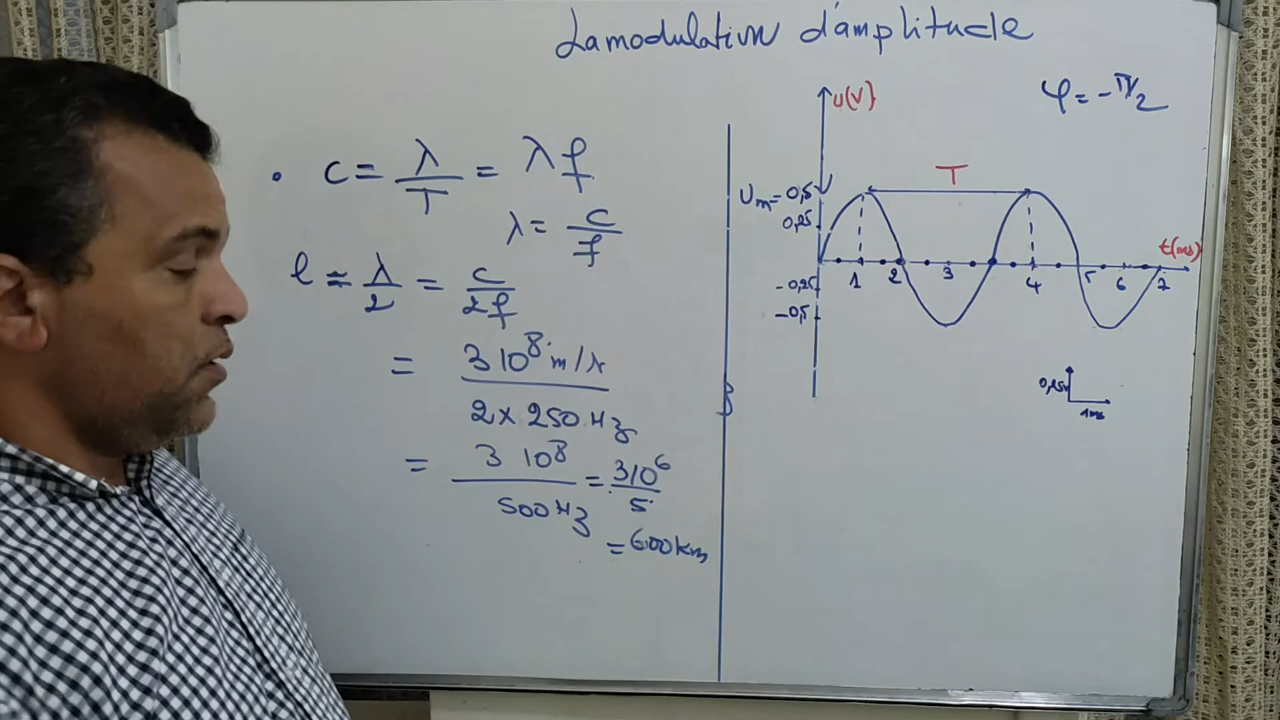 La modulation d'amplitude
. c = λ/T = λ f
λ = c/f
l = λ/2 = c/2f
= 3 10⁸ m/s / 2 x 250 Hz
= 3 10⁸ / 500 Hz = 3 10⁶ / 5
= 600 km
φ = -π/2
u(V)
T
Um = 0,5
0,25
t(ms)
1 2 3 4 5 6 7
-0,25
-0,5
0,25V
1ms